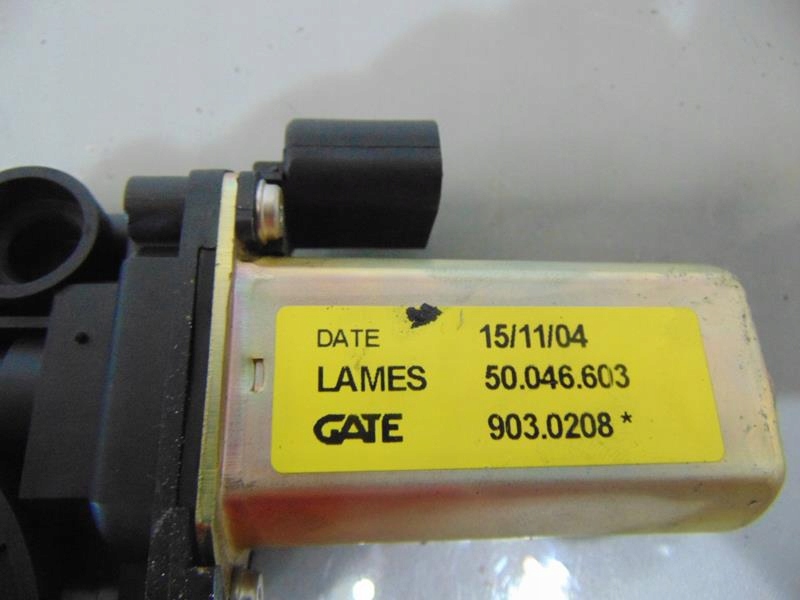 DATE 15/11/04
LAMES 50.046.603
GATE 903.0208 *